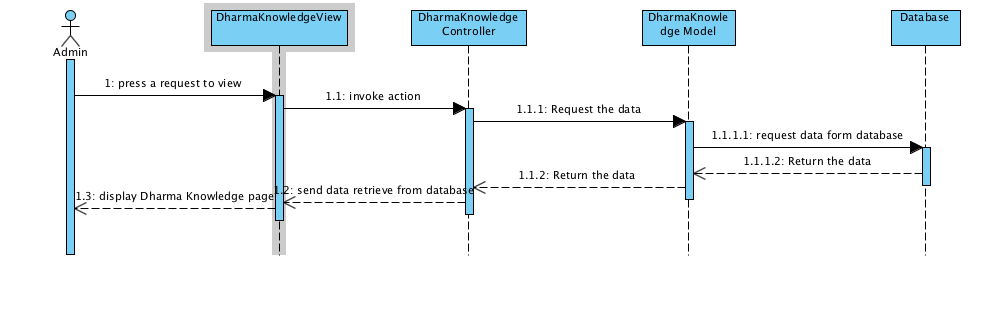 DharmaKnowledgeView
DharmaKnowledge
Controller
DharmaKnowle
dge Model
Database
Admin
1: press a request to view
1.1: invoke action
1.1.1: Request the data
1.1.1.1: request data form database
1.1.1.2: Return the data
1.1.2: Return the data
1.2: send data retrieve from database
1.3: display Dharma Knowledge page